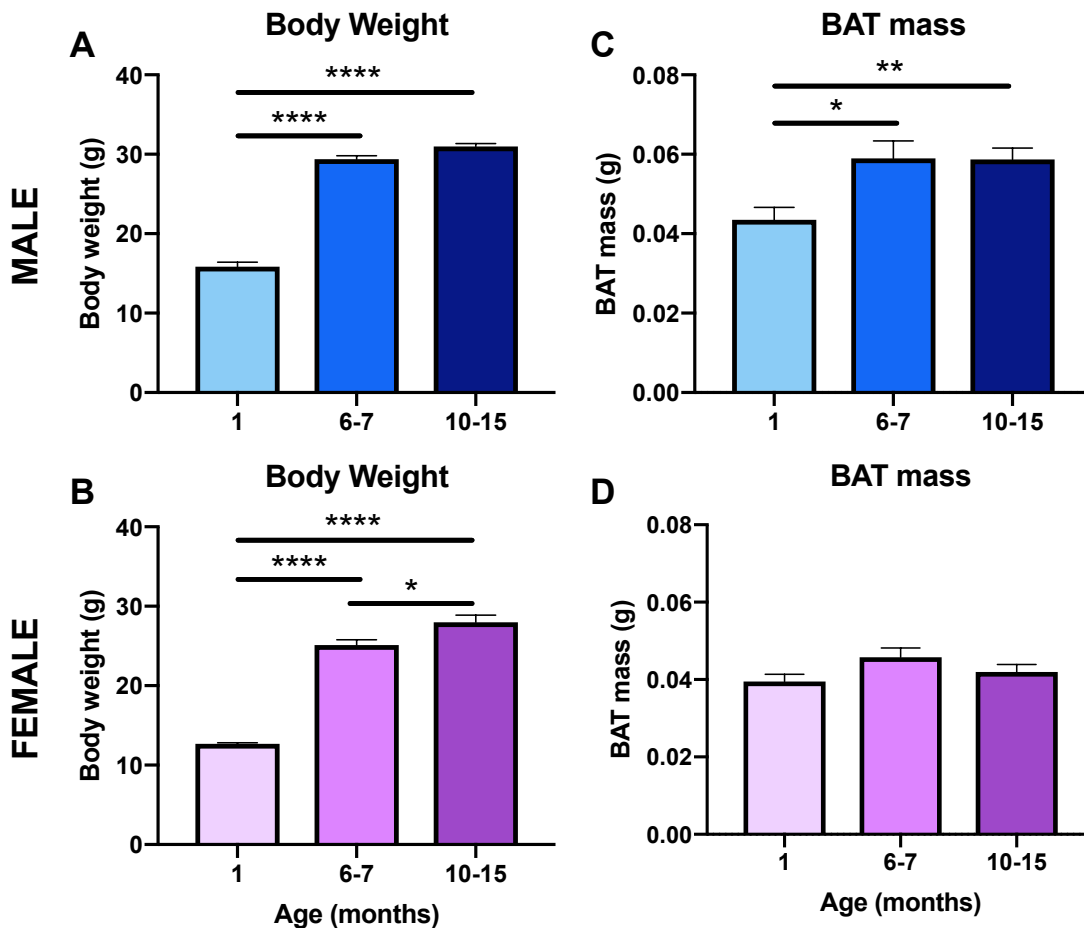 MALE
A
Body Weight
Body weight (g)
40
30
20
10
0
****
****
1
6-7
10-15
C
BAT mass
BAT mass (g)
0.08
0.06
0.04
0.02
0.00
**
*
1
6-7
10-15
FEMALE
B
Body Weight
Body weight (g)
40
30
20
10
0
****
****
*
1
6-7
10-15
Age (months)
D
BAT mass
BAT mass (g)
0.08
0.06
0.04
0.02
0.00
1
6-7
10-15
Age (months)